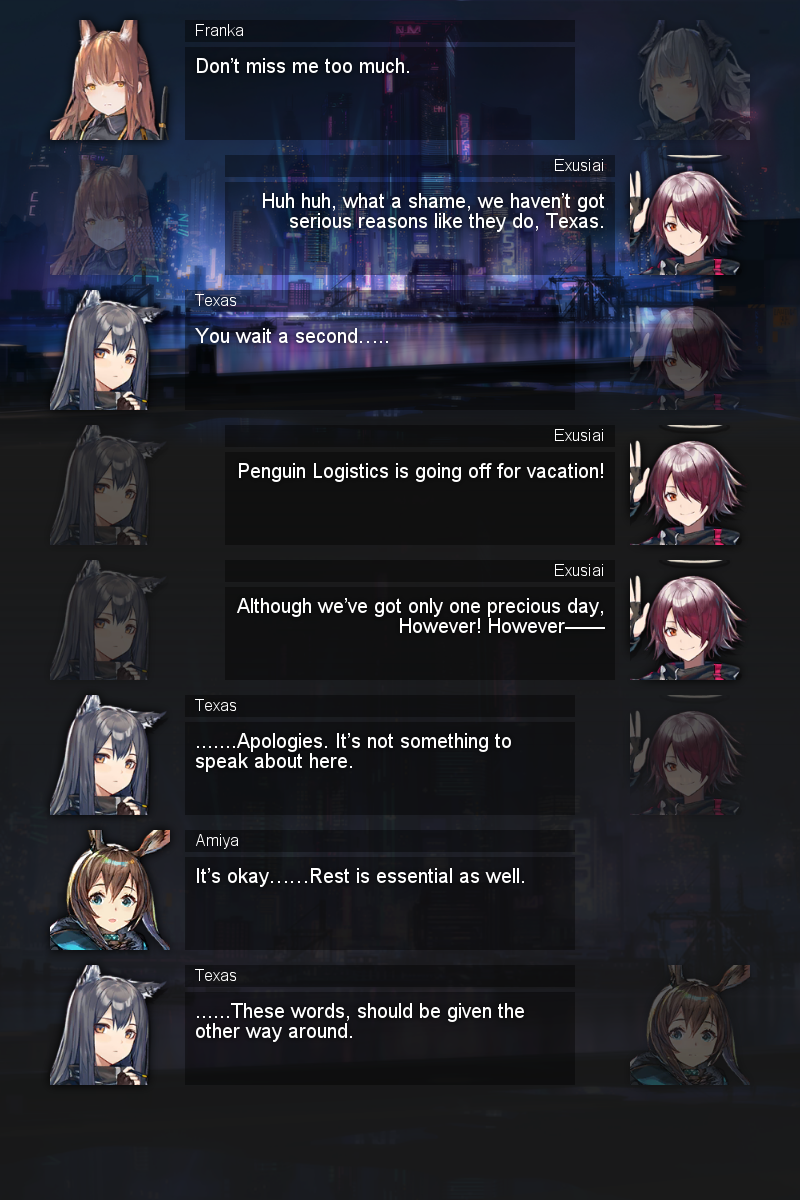 Franka
Don't miss me too much.
Exusiai
Huh huh, what a shame, we haven't got
serious reasons like they do, Texas.
Texas
You wait a second…..
Exusiai
Penguin Logistics is going off for vacation!
Exusiai
Although we've got only one precious day,
However! However——
Texas
…….Apologies. It's not something to
speak about here.
Amiya
It's okay……Rest is essential as well.
Texas
……These words, should be given the
other way around.